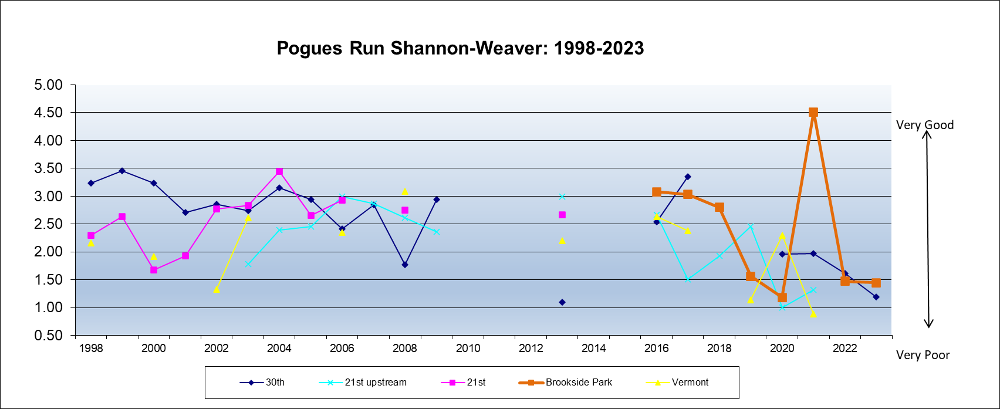 Pogues Run Shannon-Weaver: 1998-2023
5.00
4.50
Very Good
4.00
3.50
3.00
2.50
2.00
1.50
1.00
0.50
1998 2000 2002 2004 2006 2008 2010 2012 2014 2016 2018 2020 2022
Very Poor
30th 21st upstream 21st Brookside Park Vermont